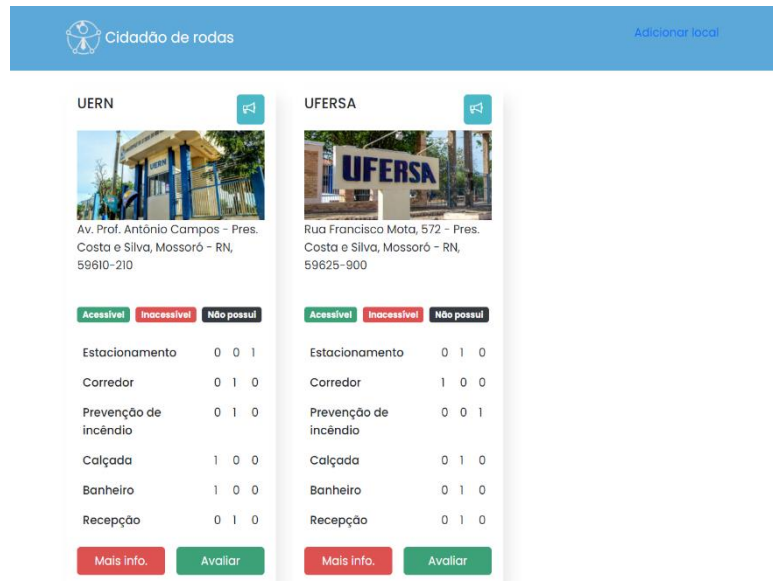 Cidadão de rodas
Adicionar local
UERN
UERN
Av. Prof. Antônio Campos - Pres.
Costa e Silva, Mossoró - RN,
59610-210
Acessível Inacessível Não possui
Estacionamento 0 0 1
Corredor 0 1 0
Prevenção de 0 1 0
incêndio
Calçada 1 0 0
Banheiro 1 0 0
Recepção 0 1 0
Mais info. Avaliar
UFERSA
UFERSA
Rua Francisco Mota, 572 - Pres.
Costa e Silva, Mossoró - RN,
59625-900
Acessível Inacessível Não possui
Estacionamento 0 1 0
Corredor 1 0 0
Prevenção de 0 0 1
incêndio
Calçada 0 1 0
Banheiro 0 1 0
Recepção 0 1 0
Mais info. Avaliar